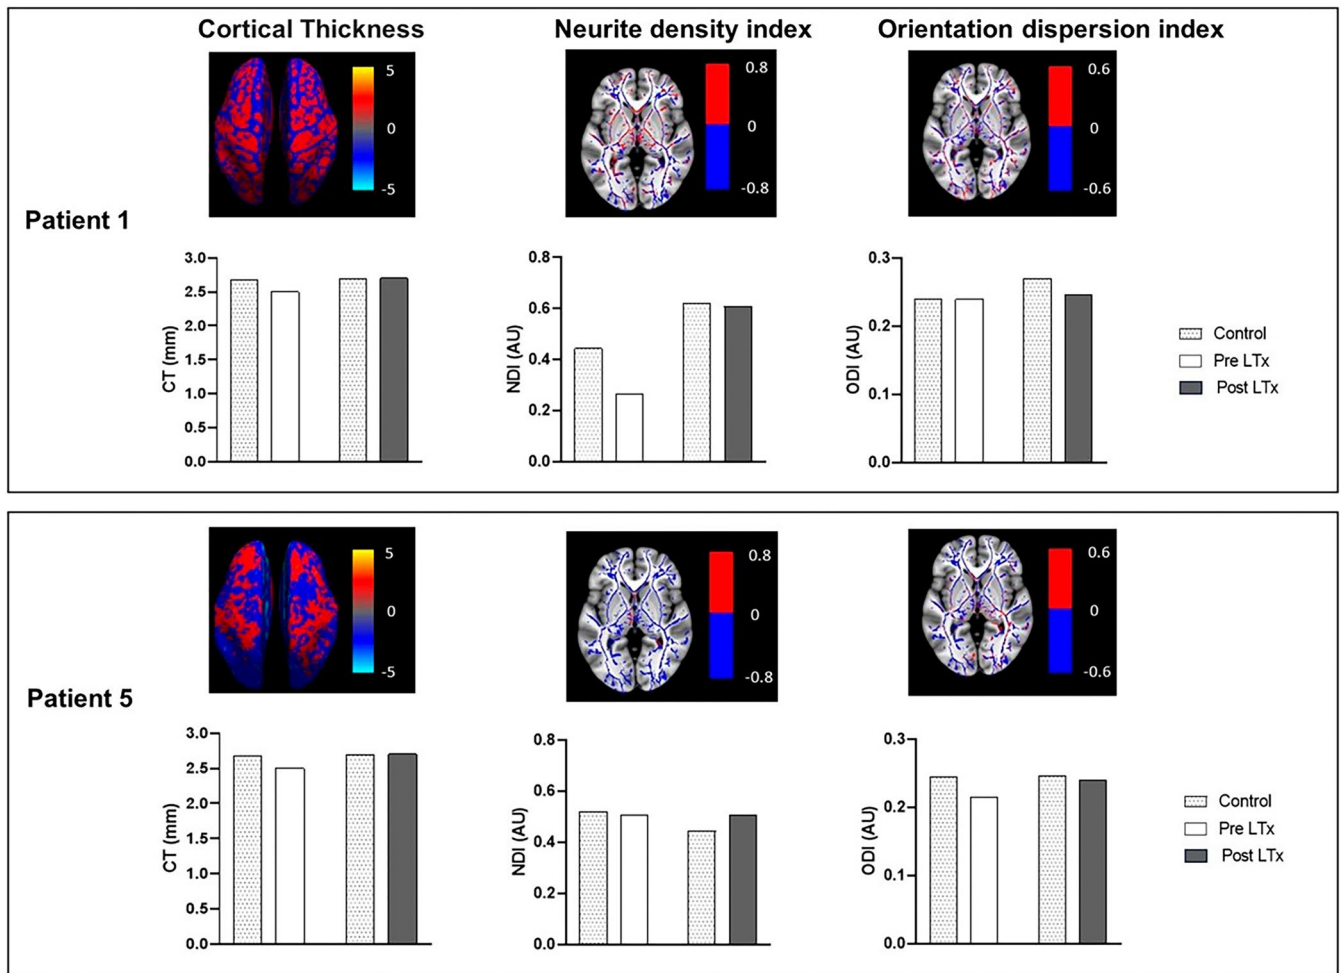 Cortical Thickness
Neurite density index
Orientation dispersion index
5
0
-5
0.8
0
-0.8
0.6
0
-0.6
Patient 1
CT (mm)
3.0
2.5
2.0
1.5
1.0
0.5
0.0
NDI (AU)
0.8
0.6
0.4
0.2
0.0
ODI (AU)
0.3
0.2
0.1
0.0
Control
Pre LTx
Post LTx
5
0
-5
0.8
0
-0.8
0.6
0
-0.6
Patient 5
CT (mm)
3.0
2.5
2.0
1.5
1.0
0.5
0.0
NDI (AU)
0.8
0.6
0.4
0.2
0.0
ODI (AU)
0.3
0.2
0.1
0.0
Control
Pre LTx
Post LTx